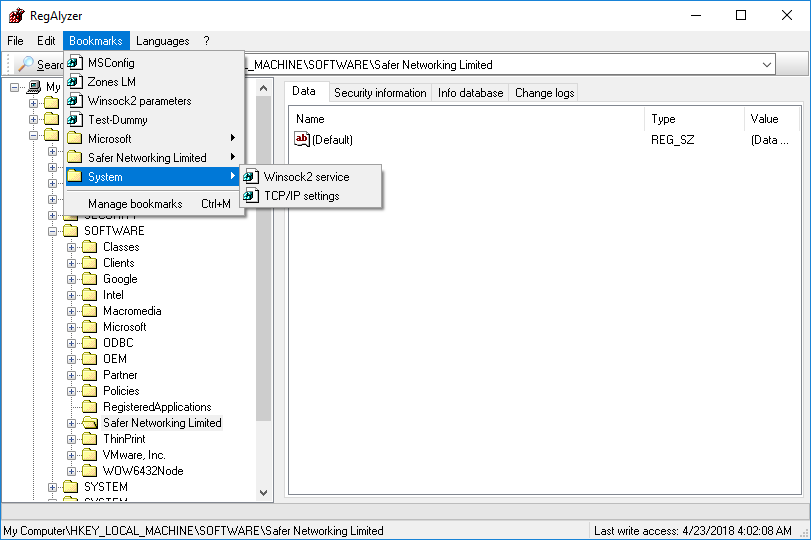 RegAlyzer
File Edit Bookmarks Languages ?
Searc
L_MACHINE\SOFTWARE\Safer Networking Limited
MSConfig
Zones LM
Winsock2 parameters
Test-Dummy
Microsoft
Safer Networking Limited
System
Manage bookmarks Ctrl+M
Winsock2 service
TCP/IP settings
My
SECURITY
SOFTWARE
Classes
Clients
Google
Intel
Macromedia
Microsoft
ODBC
OEM
Partner
Policies
RegisteredApplications
Safer Networking Limited
ThinPrint
VMware, Inc.
WOW6432Node
SYSTEM
SYSTEM
Data Security information Info database Change logs
Name Type Value
ab (Default) REG_SZ (Data ...
My Computer\HKEY_LOCAL_MACHINE\SOFTWARE\Safer Networking Limited
Last write access: 4/23/2018 4:02:08 AM